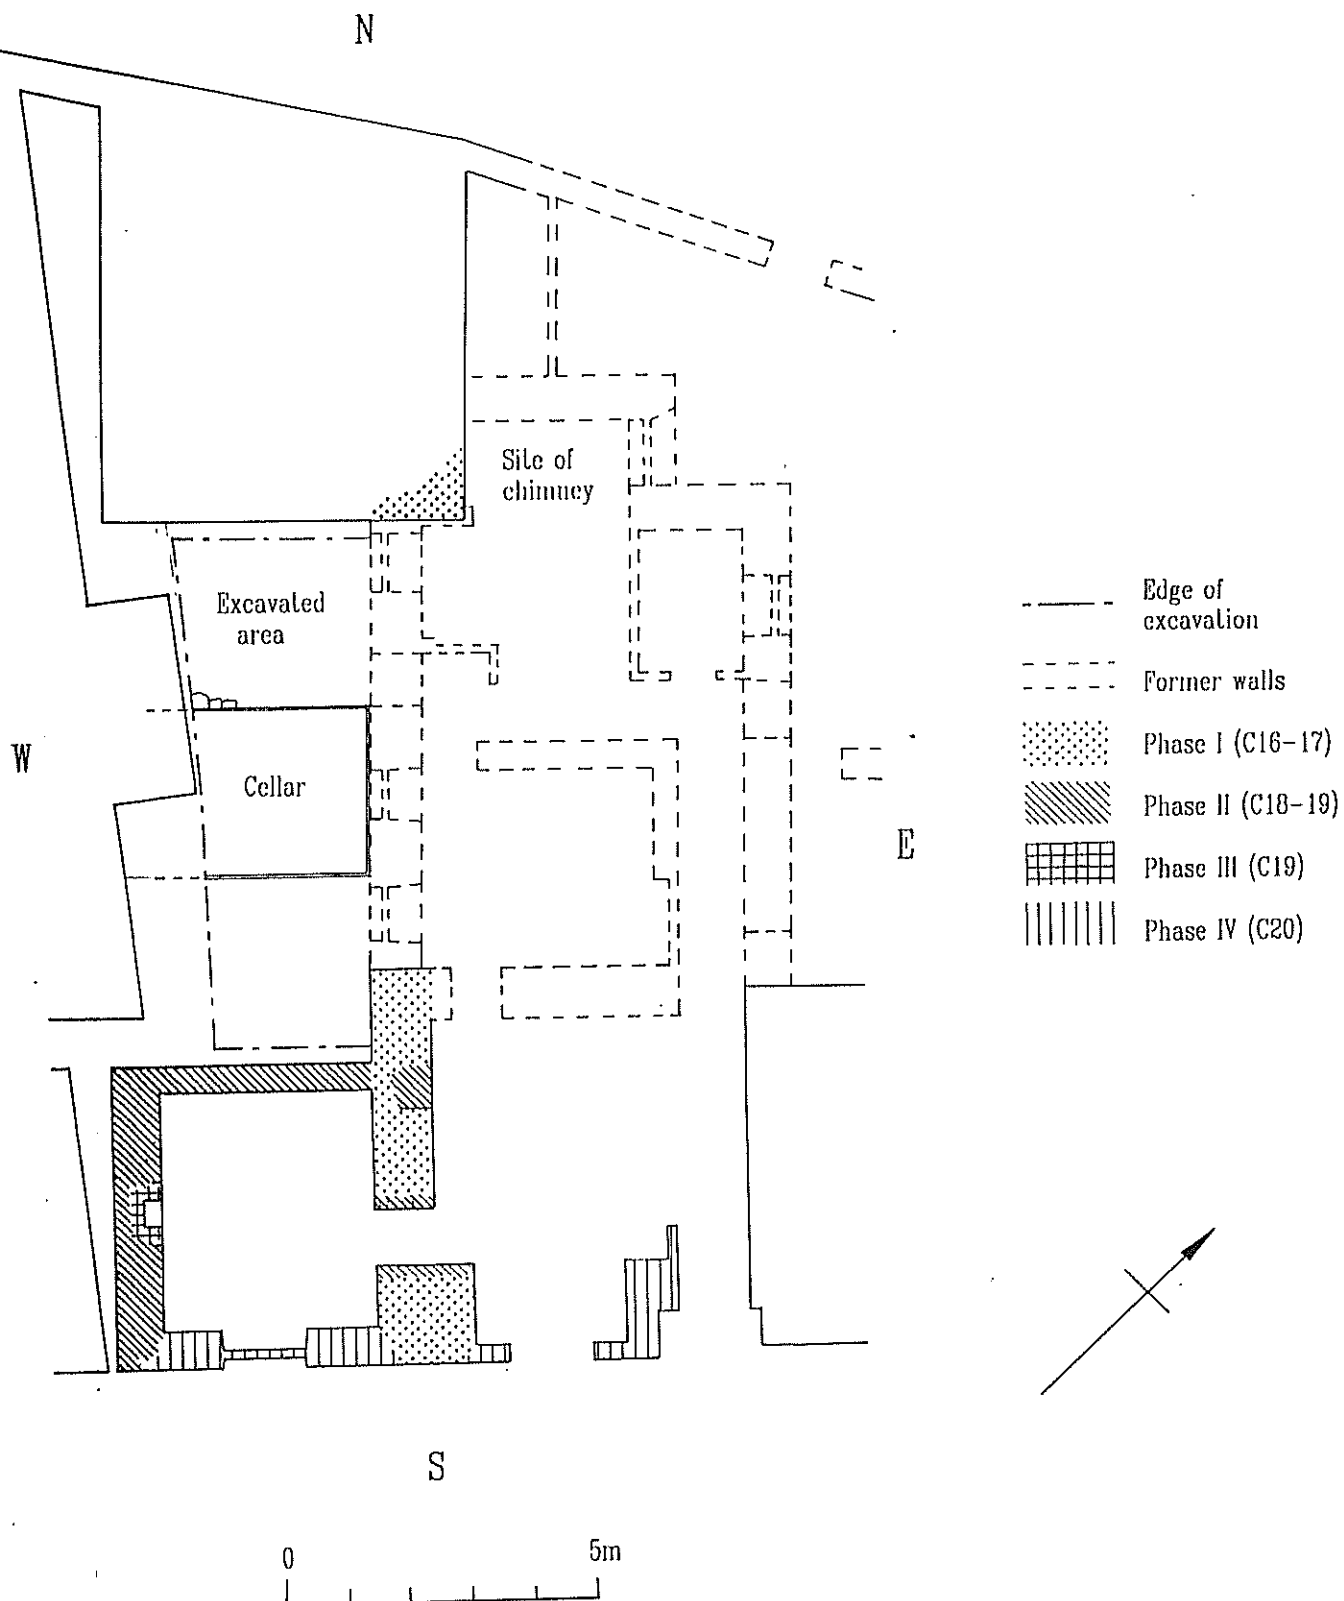 N
Site of
chimney
Excavated
area
Cellar
W
E
S
Edge of
excavation
Former walls
Phase I (C16-17)
Phase II (C18-19)
Phase III (C19)
Phase IV (C20)
0
5m